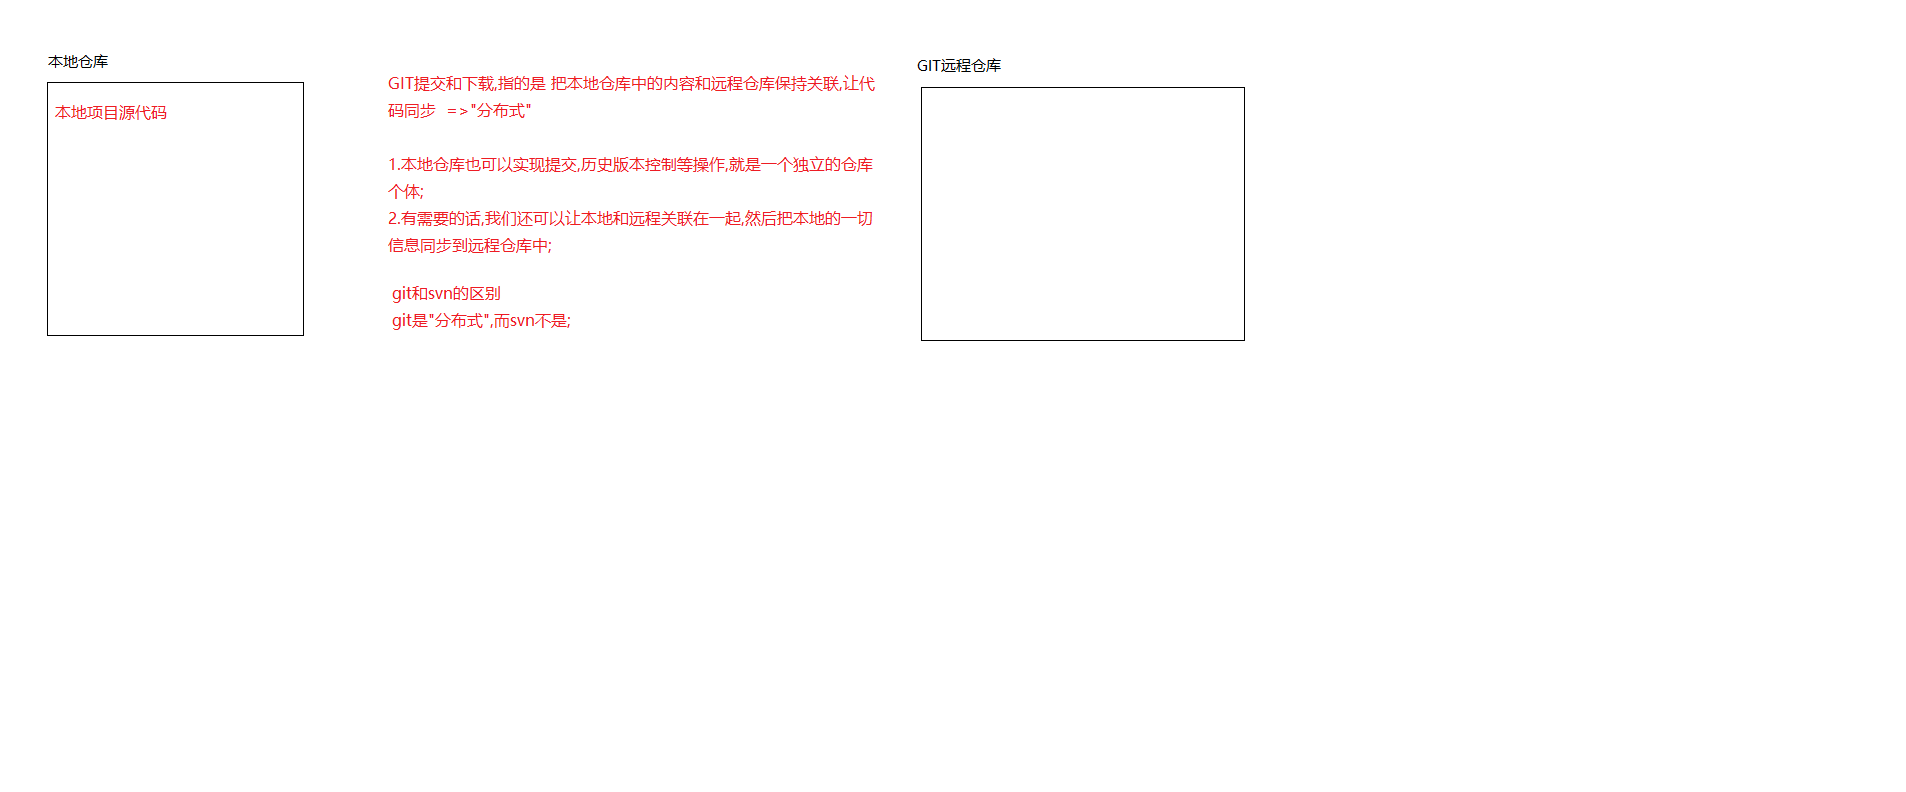 本地仓库
本地项目源代码
GIT提交和下载,指的是 把本地仓库中的内容和远程仓库保持关联,让代
码同步  =>"分布式"
1.本地仓库也可以实现提交,历史版本控制等操作,就是一个独立的仓库
个体;
2.有需要的话,我们还可以让本地和远程关联在一起,然后把本地的一切
信息同步到远程仓库中;
git和svn的区别
git是"分布式",而svn不是;
GIT远程仓库